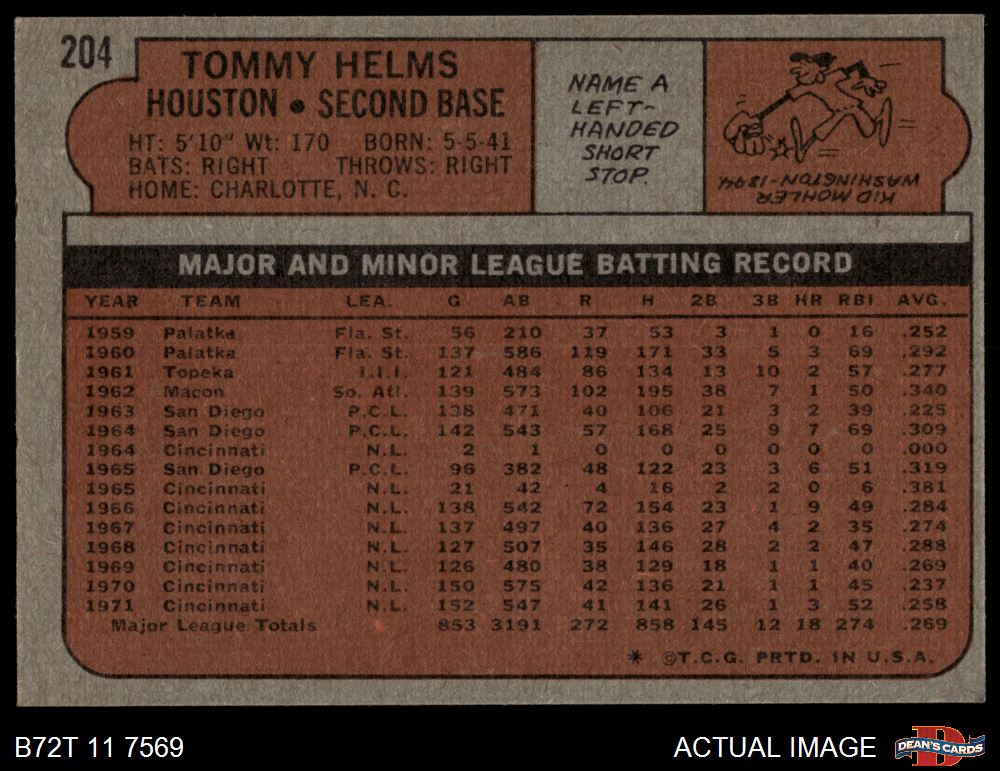 204
TOMMY HELMS
HOUSTON • SECOND BASE
HT: 5'10" Wt: 170 BORN: 5-5-41
BATS: RIGHT THROWS: RIGHT
HOME: CHARLOTTE, N. C.
NAME A
LEFT-
HANDED
SHORT
STOP.
KID MOHLER
WASHINGTON-1894
MAJOR AND MINOR LEAGUE BATTING RECORD
YEAR TEAM LEA. G AB R H 2B 3B HR RBI AVG.
1959 Palatka Fla. St. 56 210 37 53 3 1 0 16 .252
1960 Palatka Fla. St. 137 586 119 171 33 5 3 69 .292
1961 Topeka I.I.I. 121 484 86 134 13 10 2 57 .277
1962 Macon So. Atl. 139 573 102 195 38 7 1 50 .340
1963 San Diego P.C.L. 138 471 40 106 21 3 2 39 .225
1964 San Diego P.C.L. 142 543 57 168 25 9 7 69 .309
1964 Cincinnati N.L. 2 1 0 0 0 0 0 0 .000
1965 San Diego P.C.L. 96 382 48 122 23 3 6 51 .319
1965 Cincinnati N.L. 21 42 4 16 2 2 0 6 .381
1966 Cincinnati N.L. 138 542 72 154 23 1 9 49 .284
1967 Cincinnati N.L. 137 497 40 136 27 4 2 35 .274
1968 Cincinnati N.L. 127 507 35 146 28 2 2 47 .288
1969 Cincinnati N.L. 126 480 38 129 18 1 1 40 .269
1970 Cincinnati N.L. 150 575 42 136 21 1 1 45 .237
1971 Cincinnati N.L. 152 547 41 141 26 1 3 52 .258
Major League Totals 853 3191 272 858 145 12 18 274 .269
* ©T.C.G. PRTD. IN U.S.A.
B72T 11 7569 ACTUAL IMAGE DEAN'S CARDS